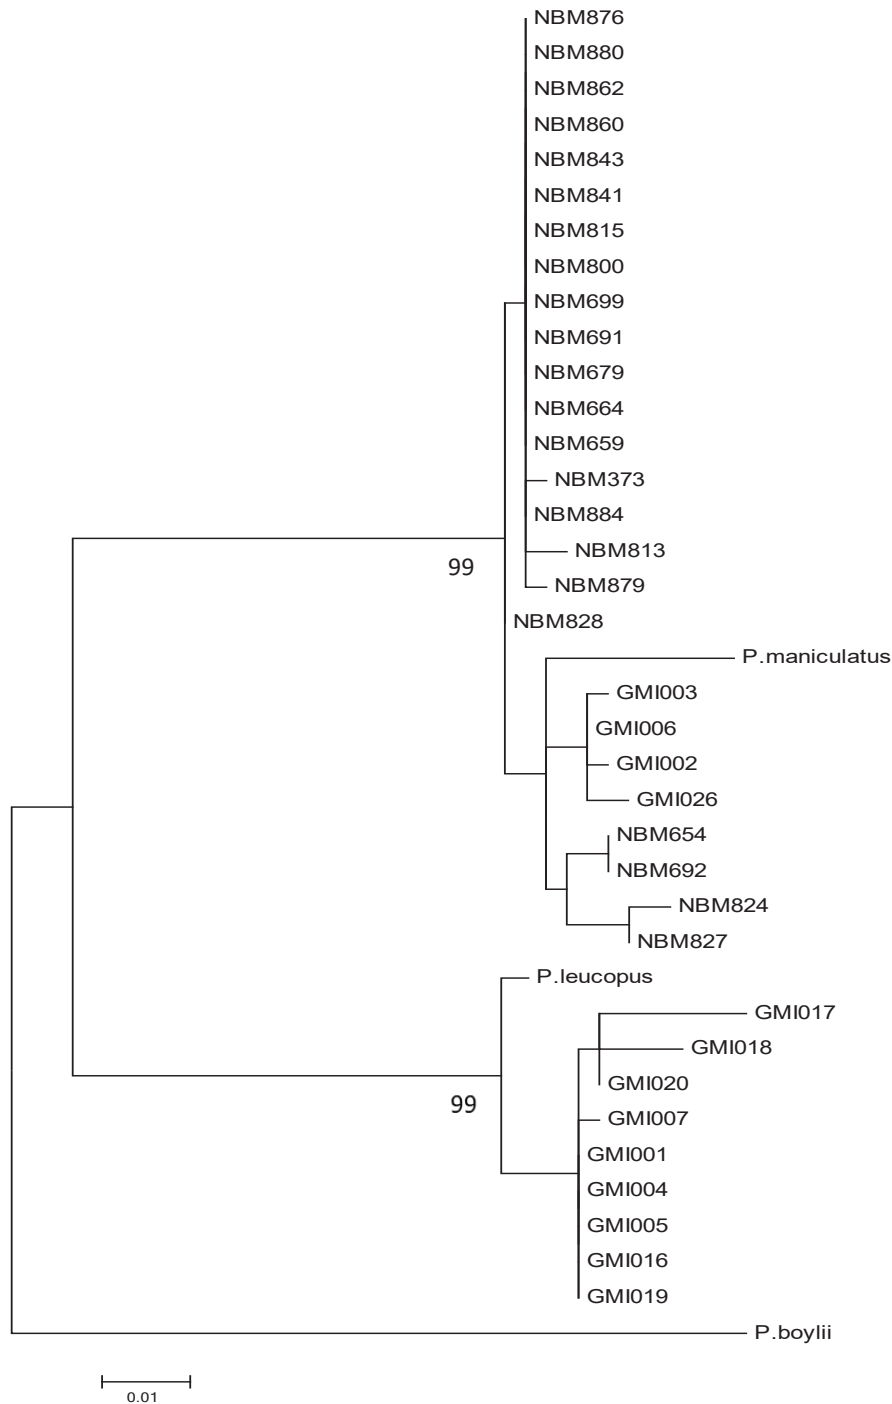 NBM876
NBM880
NBM862
NBM860
NBM843
NBM841
NBM815
NBM800
NBM699
NBM691
NBM679
NBM664
NBM659
NBM373
NBM884
NBM813
99
NBM879
NBM828
P.maniculatus
GMI003
GMI006
GMI002
GMI026
NBM654
NBM692
NBM824
NBM827
P.leucopus
GMI017
GMI018
GMI020
99
GMI007
GMI001
GMI004
GMI005
GMI016
GMI019
P.boylii
0.01